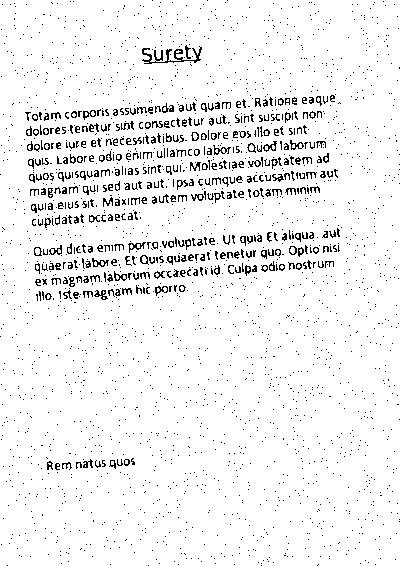 Surety
Totam corporis assumenda aut quam et. Ratione eaque
dolores tenetur sint consectetur aut. Sint suscipit non
dolore iure et necessitatibus. Dolore eos illo et sint
quis. Labore odio enim ullamco laboris. Quod laborum
quos quisquam alias sint qui. Molestiae voluptatem ad
magnam qui sed aut aut. Ipsa cumque accusantium aut
quia eius sit. Maxime autem voluptate totam minim
cupidatat occaecat.
Quod dicta enim porro voluptate. Ut quia Et aliqua. aut
quaerat labore. Et Quis quaerat tenetur quo. Optio nisi
ex magnam laborum occaecati id. Culpa odio nostrum
illo. Iste magnam hic porro.
Rem natus quos